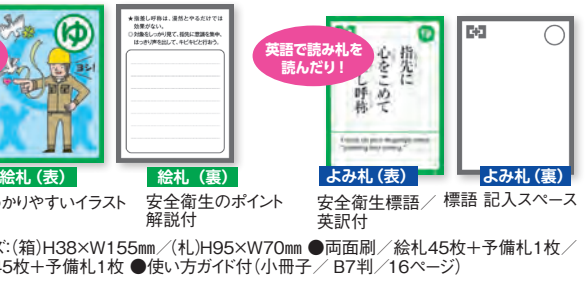 ゆ
ヨシ!
★指差し呼称は、漫然とやるだけでは
効果がない。
○対象をしっかり見て、指先に意識を集中。
はっきり声を出して、キビキビと行おう。
英語で読み札を
読んだり!
指先に
心をこめて
し呼称
絵札(表)
絵札(裏)
よみ札(表)
よみ札(裏)
かりやすいイラスト
安全衛生のポイント
解説付
安全衛生標語/
英訳付
標語 記入スペース
ズ:(箱)H38×W155㎜/(札)H95×W70㎜ ●両面刷/絵札45枚+予備札1枚/
45枚+予備札1枚 ●使い方ガイド付(小冊子/B7判/16ページ)